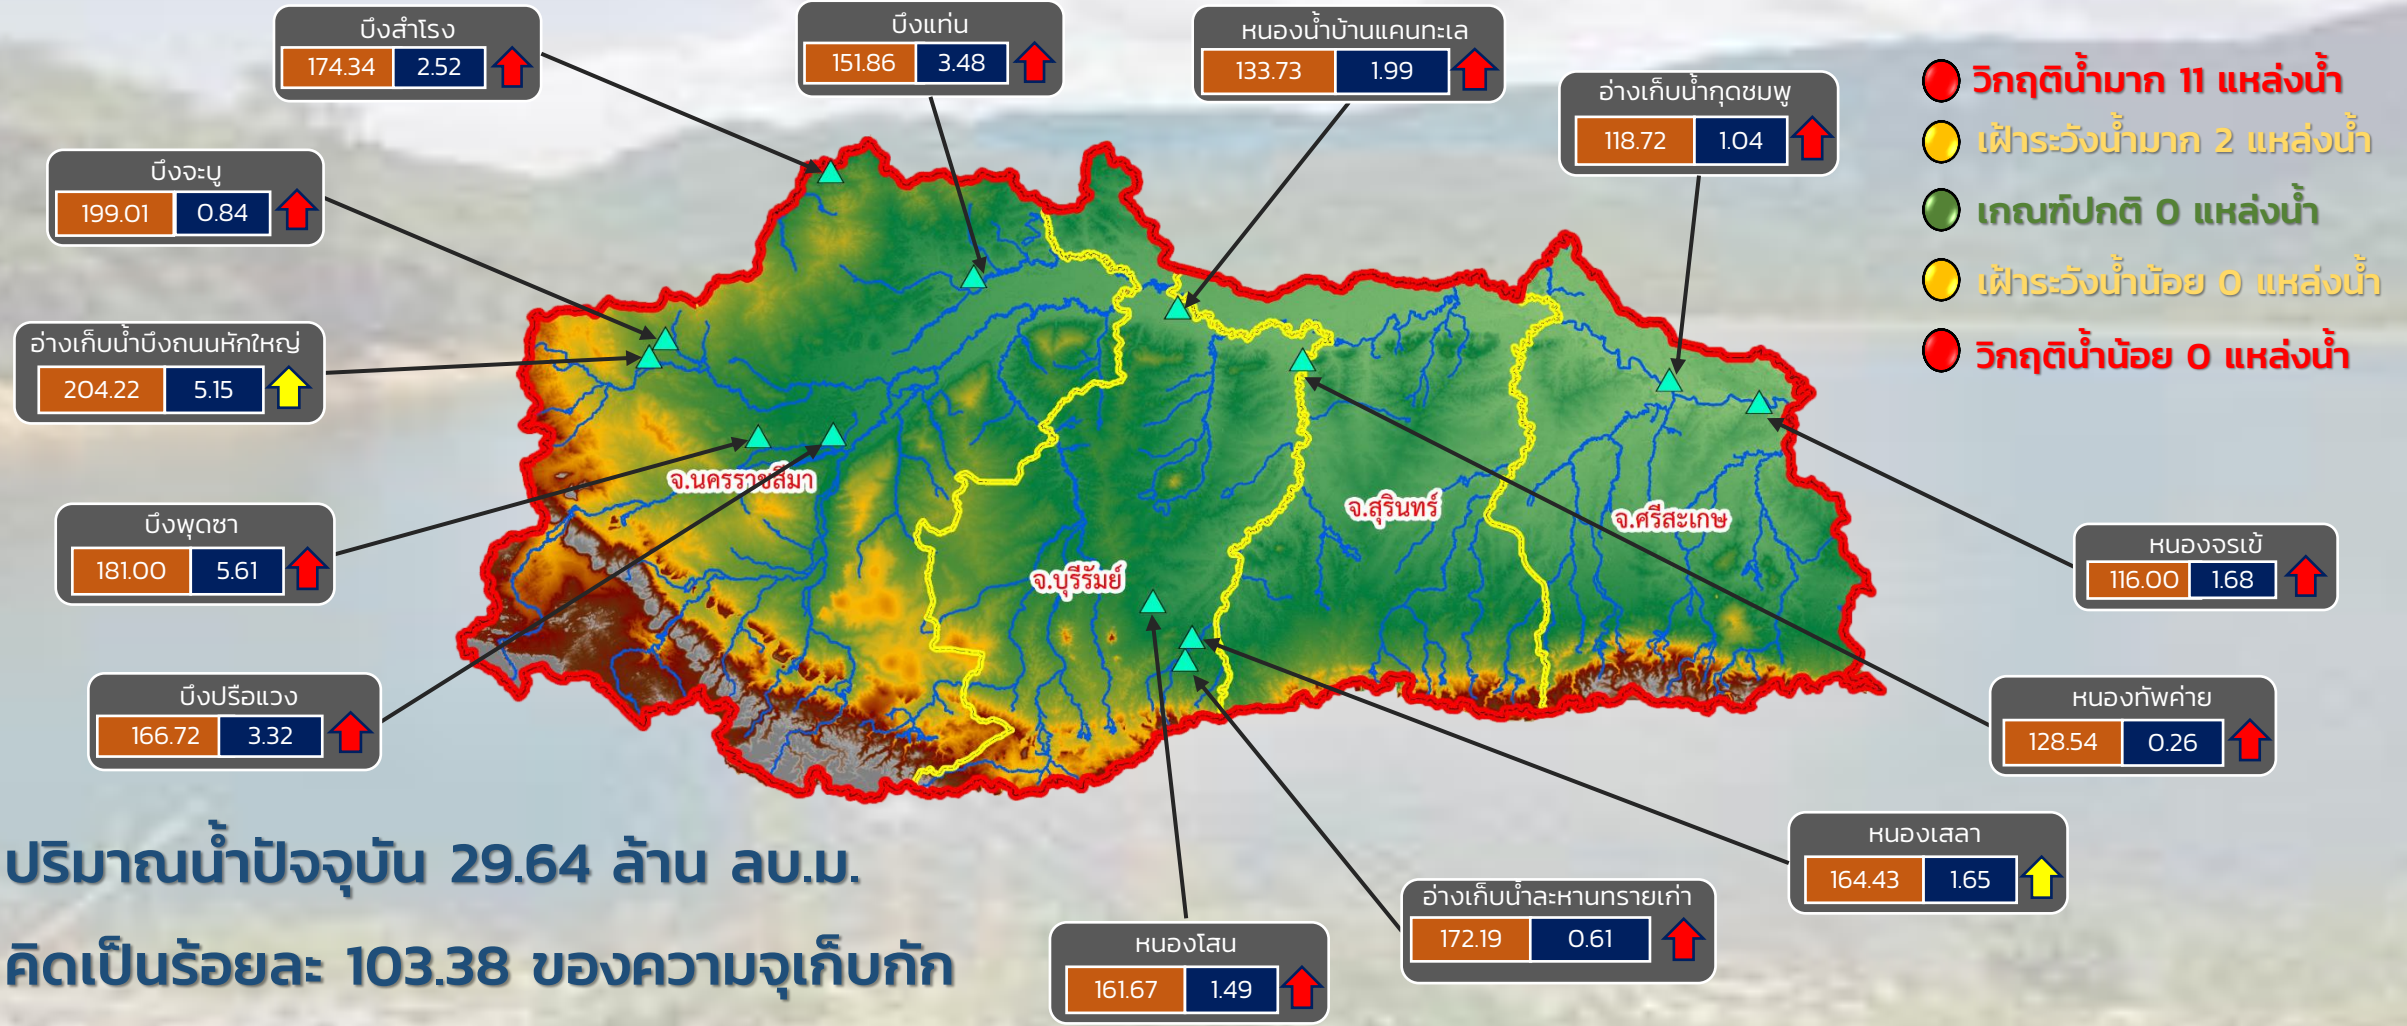 บึงสำโรง
174.34 2.52
บึงแท่น
151.86 3.48
หนองน้ำบ้านแคนทะเล
133.73 1.99
อ่างเก็บน้ำกุดชมพู
118.72 1.04
วิกฤติน้ำมาก 11 แหล่งน้ำ
เฝ้าระวังน้ำมาก 2 แหล่งน้ำ
เกณฑ์ปกติ 0 แหล่งน้ำ
เฝ้าระวังน้ำน้อย 0 แหล่งน้ำ
วิกฤติน้ำน้อย 0 แหล่งน้ำ
บึงจะบู
199.01 0.84
อ่างเก็บน้ำบึงถนนหักใหญ่
204.22 5.15
บึงพุดซา
181.00 5.61
บึงปรือแวง
166.72 3.32
จ.นครราชสีมา
จ.บุรีรัมย์
จ.สุรินทร์
จ.ศรีสะเกษ
หนองจรเข้
116.00 1.68
หนองทัพค่าย
128.54 0.26
หนองเสลา
164.43 1.65
อ่างเก็บน้ำละหานทรายเก่า
172.19 0.61
หนองโสน
161.67 1.49
ปริมาณน้ำปัจจุบัน 29.64 ล้าน ลบ.ม.
คิดเป็นร้อยละ 103.38 ของความจุเก็บกัก